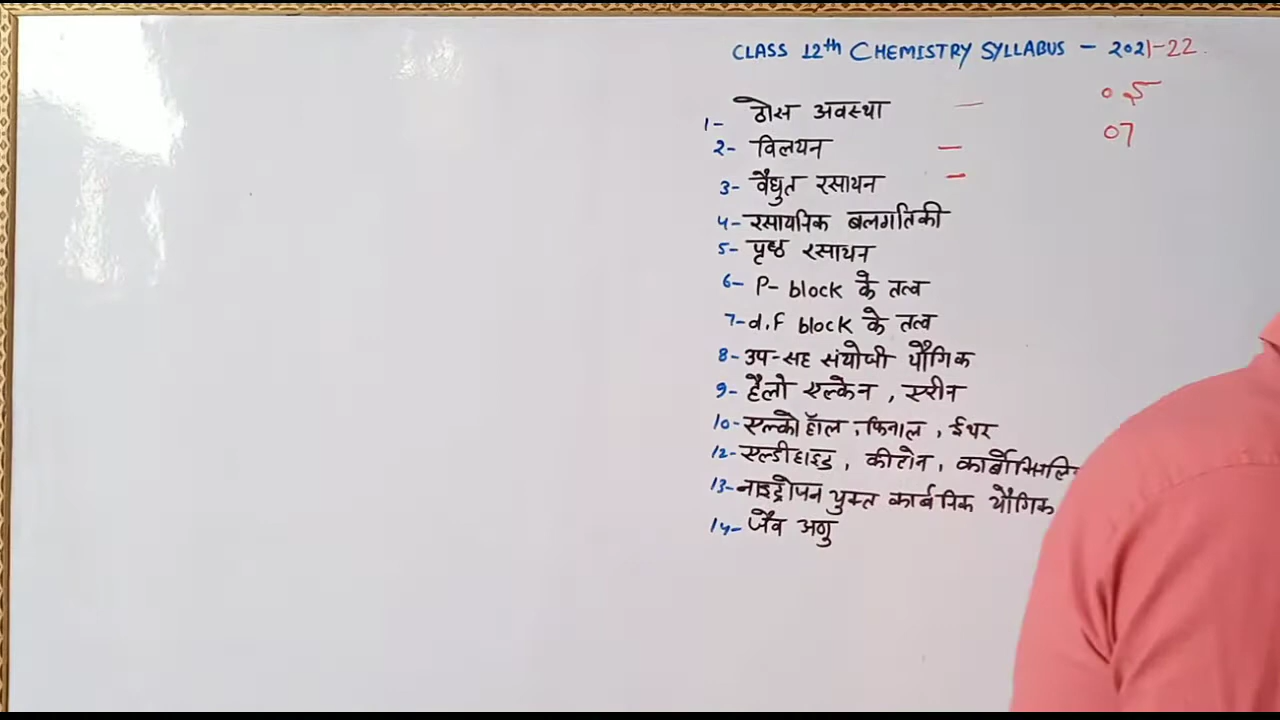 CLASS 12th CHEMISTRY SYLLABUS - 2021-22.
1- ठोस अवस्था - 05
2- विलयन - 07
3- वैद्युत रसायन -
4- रसायनिक बलगतिकी
5- पृष्ठ रसायन
6- P- block के तत्व
7- d,f block के तत्व
8- उप-सह संयोजी यौगिक
9- हैलो एल्केन, एरीन
10- एल्कोहॉल, फिनाल, ईथर
12- एल्डीहाइड, कीटोन,
13- नाइट्रोजन युक्त कार्बनिक यौगिक
14- जैव अणु